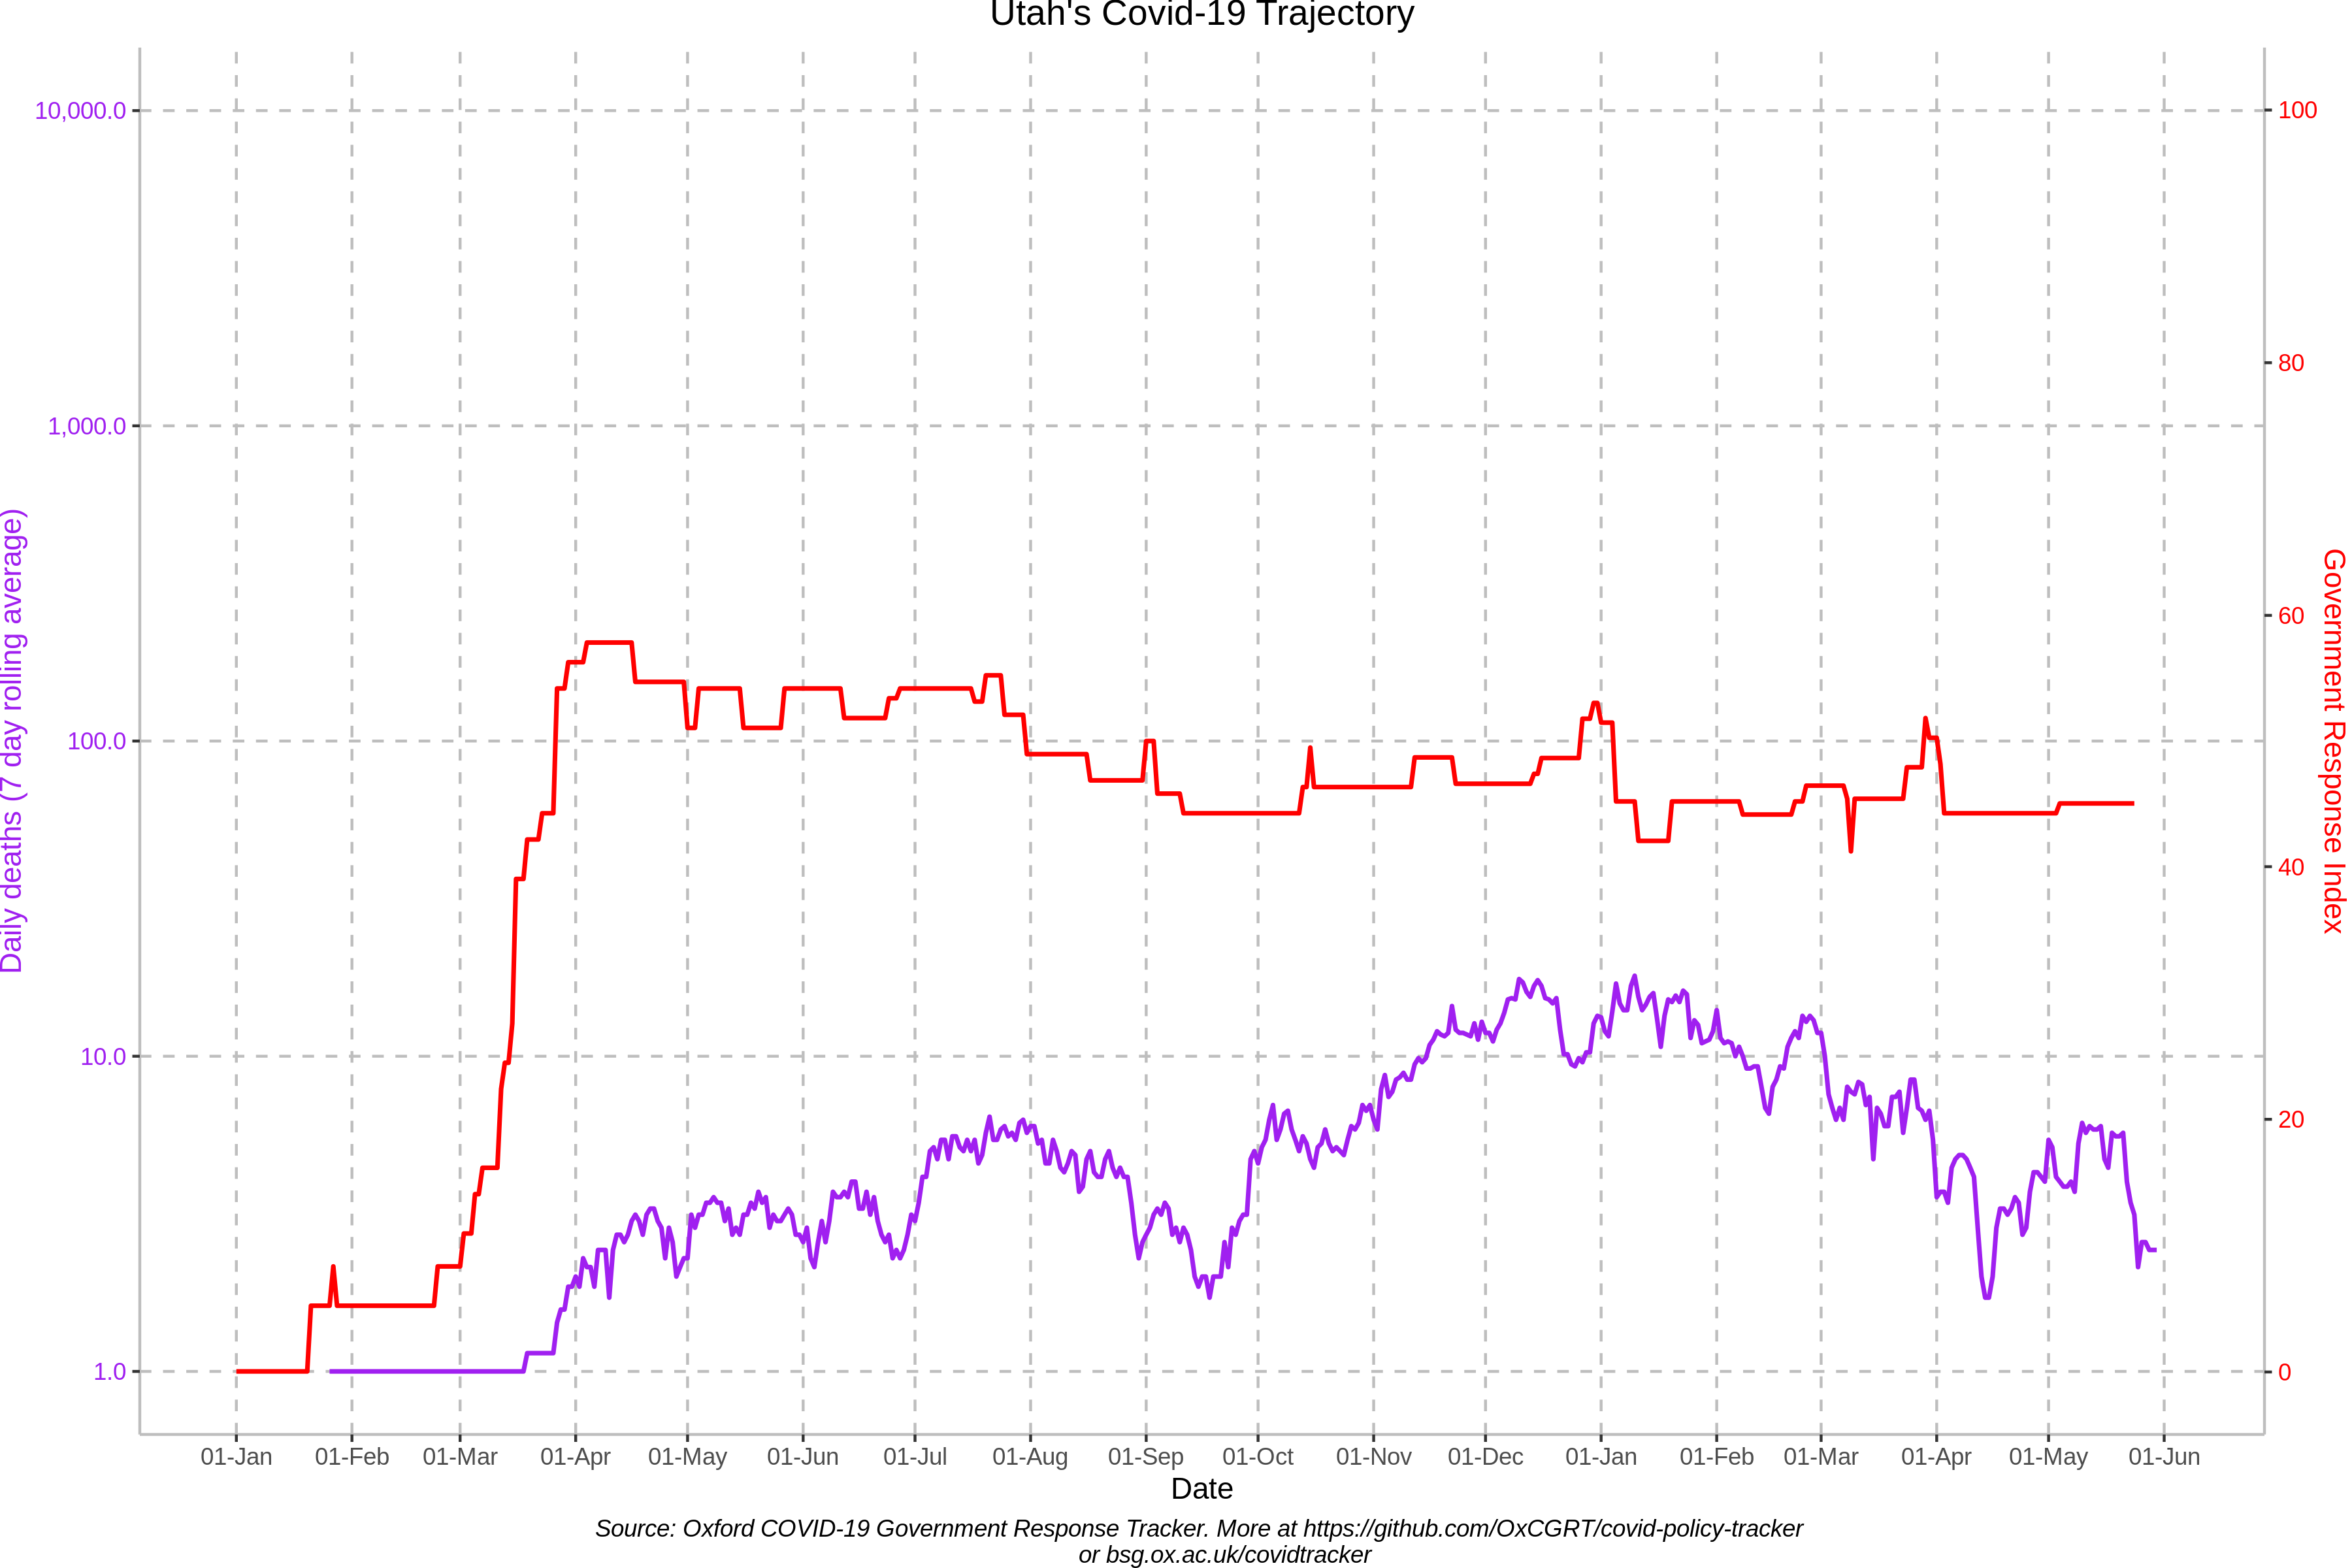 Utah's Covid-19 Trajectory
10,000.0
1,000.0
100.0
10.0
1.0
Daily deaths (7 day rolling average)
100
80
60
40
20
0
Government Response Index
01-Jan 01-Feb 01-Mar 01-Apr 01-May 01-Jun 01-Jul 01-Aug 01-Sep 01-Oct 01-Nov 01-Dec 01-Jan 01-Feb 01-Mar 01-Apr 01-May 01-Jun
Date
Source: Oxford COVID-19 Government Response Tracker. More at https://github.com/OxCGRT/covid-policy-tracker
or bsg.ox.ac.uk/covidtracker